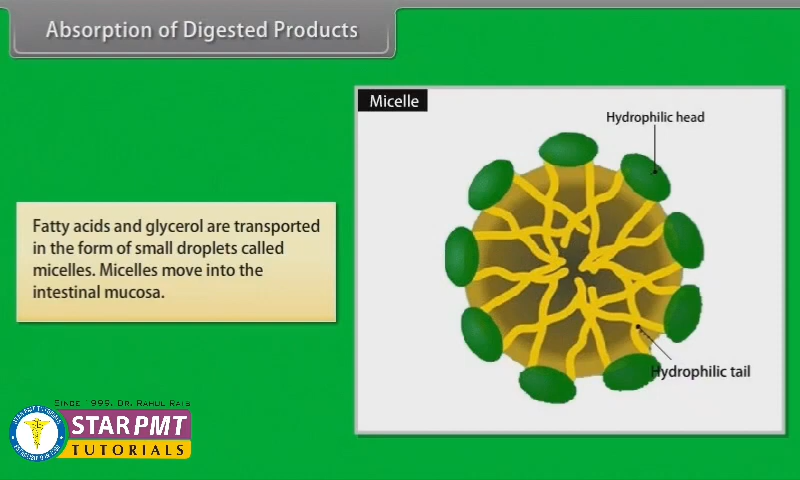 Absorption of Digested Products
Micelle
Hydrophilic head
Fatty acids and glycerol are transported
in the form of small droplets called
micelles. Micelles move into the
intestinal mucosa.
Hydrophilic tail
SINCE 1995, DR. RAHUL RAI'S
STAR PMT
TUTORIALS